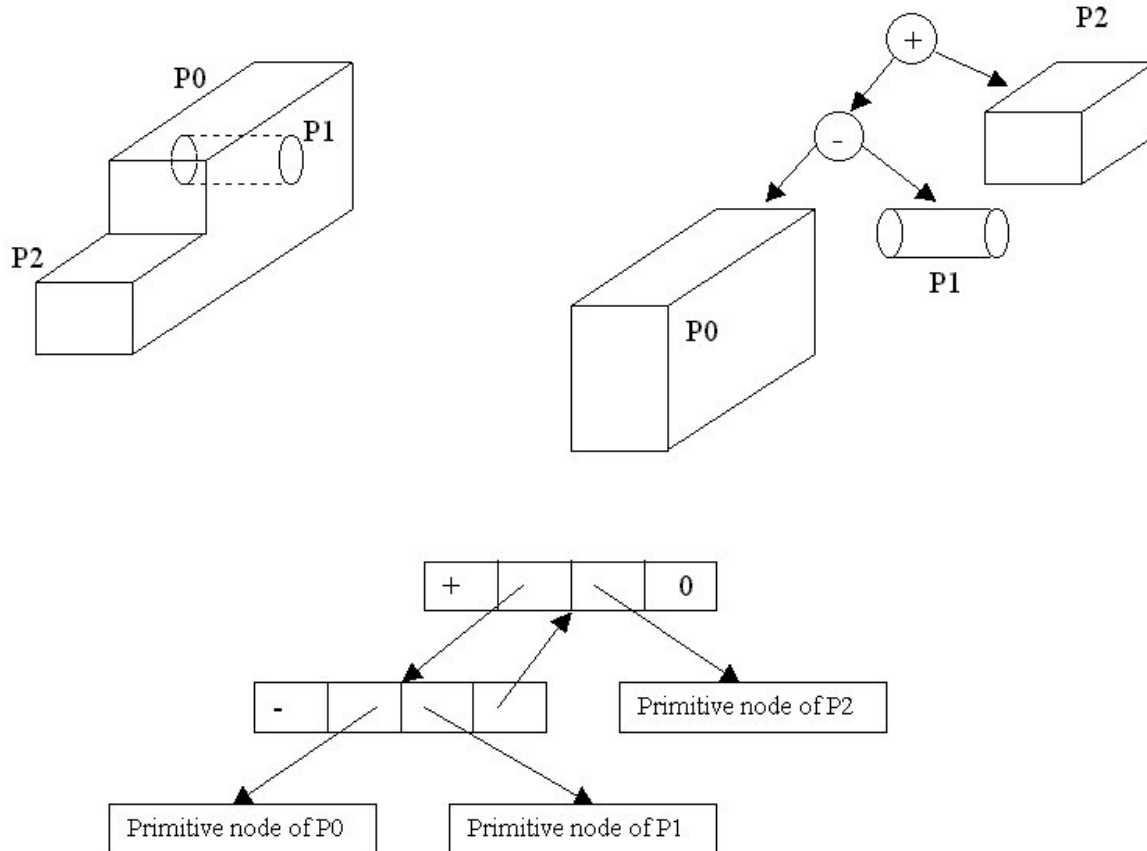 P0
P1
P2
+
P2
-
P1
P0
+ 0
-
Primitive node of P2
Primitive node of P0
Primitive node of P1